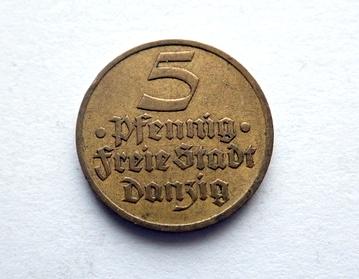 5
· Pfennig ·
Freie Stadt
Danzig